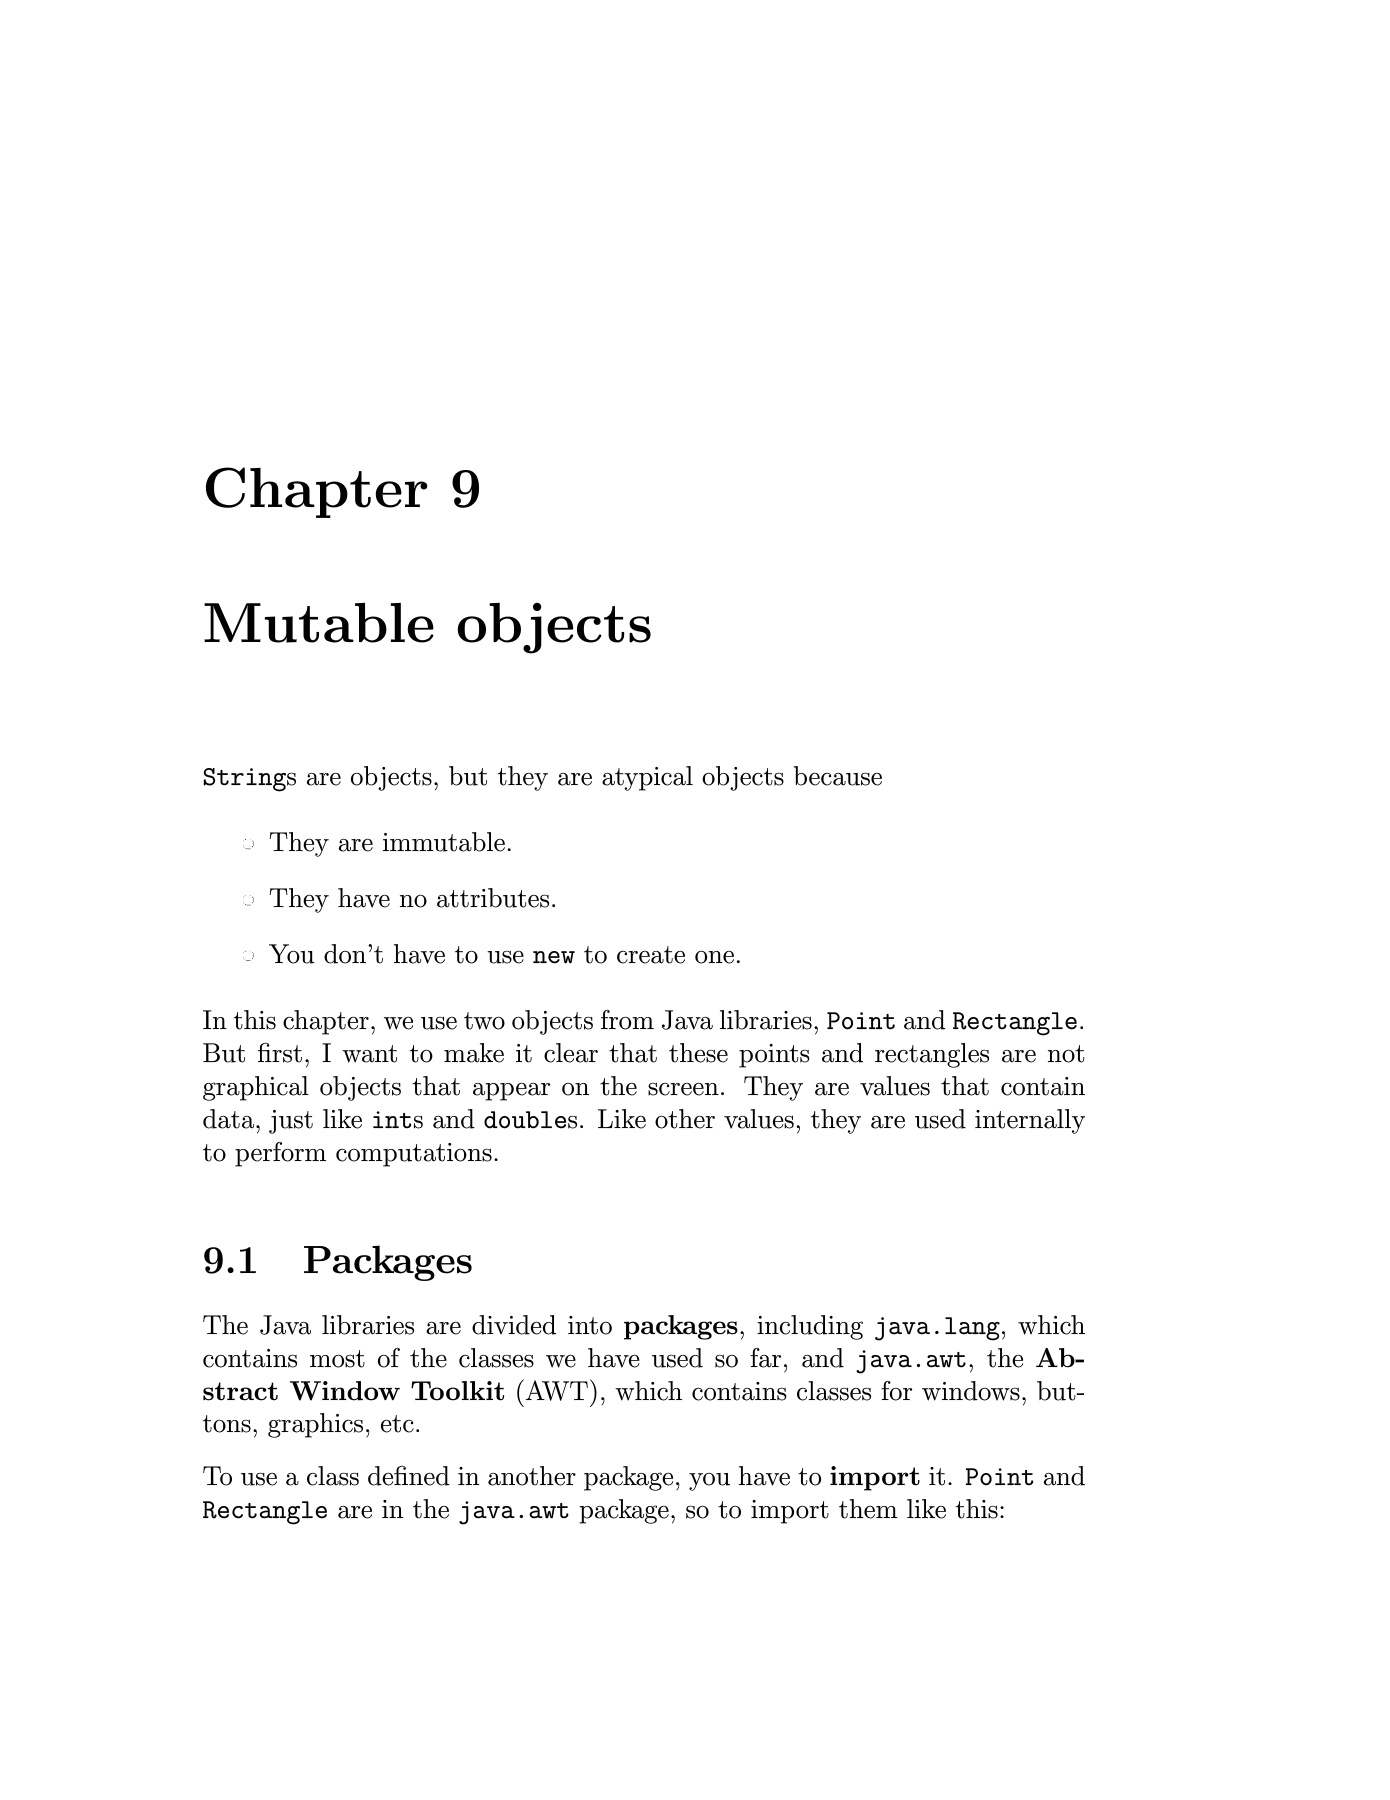 Chapter 9
Mutable objects
Strings are objects, but they are atypical objects because
◦ They are immutable.
◦ They have no attributes.
◦ You don't have to use new to create one.
In this chapter, we use two objects from Java libraries, Point and Rectangle.
But first, I want to make it clear that these points and rectangles are not
graphical objects that appear on the screen. They are values that contain
data, just like ints and doubles. Like other values, they are used internally
to perform computations.
9.1 Packages
The Java libraries are divided into packages, including java.lang, which
contains most of the classes we have used so far, and java.awt, the Ab-
stract Window Toolkit (AWT), which contains classes for windows, but-
tons, graphics, etc.
To use a class defined in another package, you have to import it. Point and
Rectangle are in the java.awt package, so to import them like this: